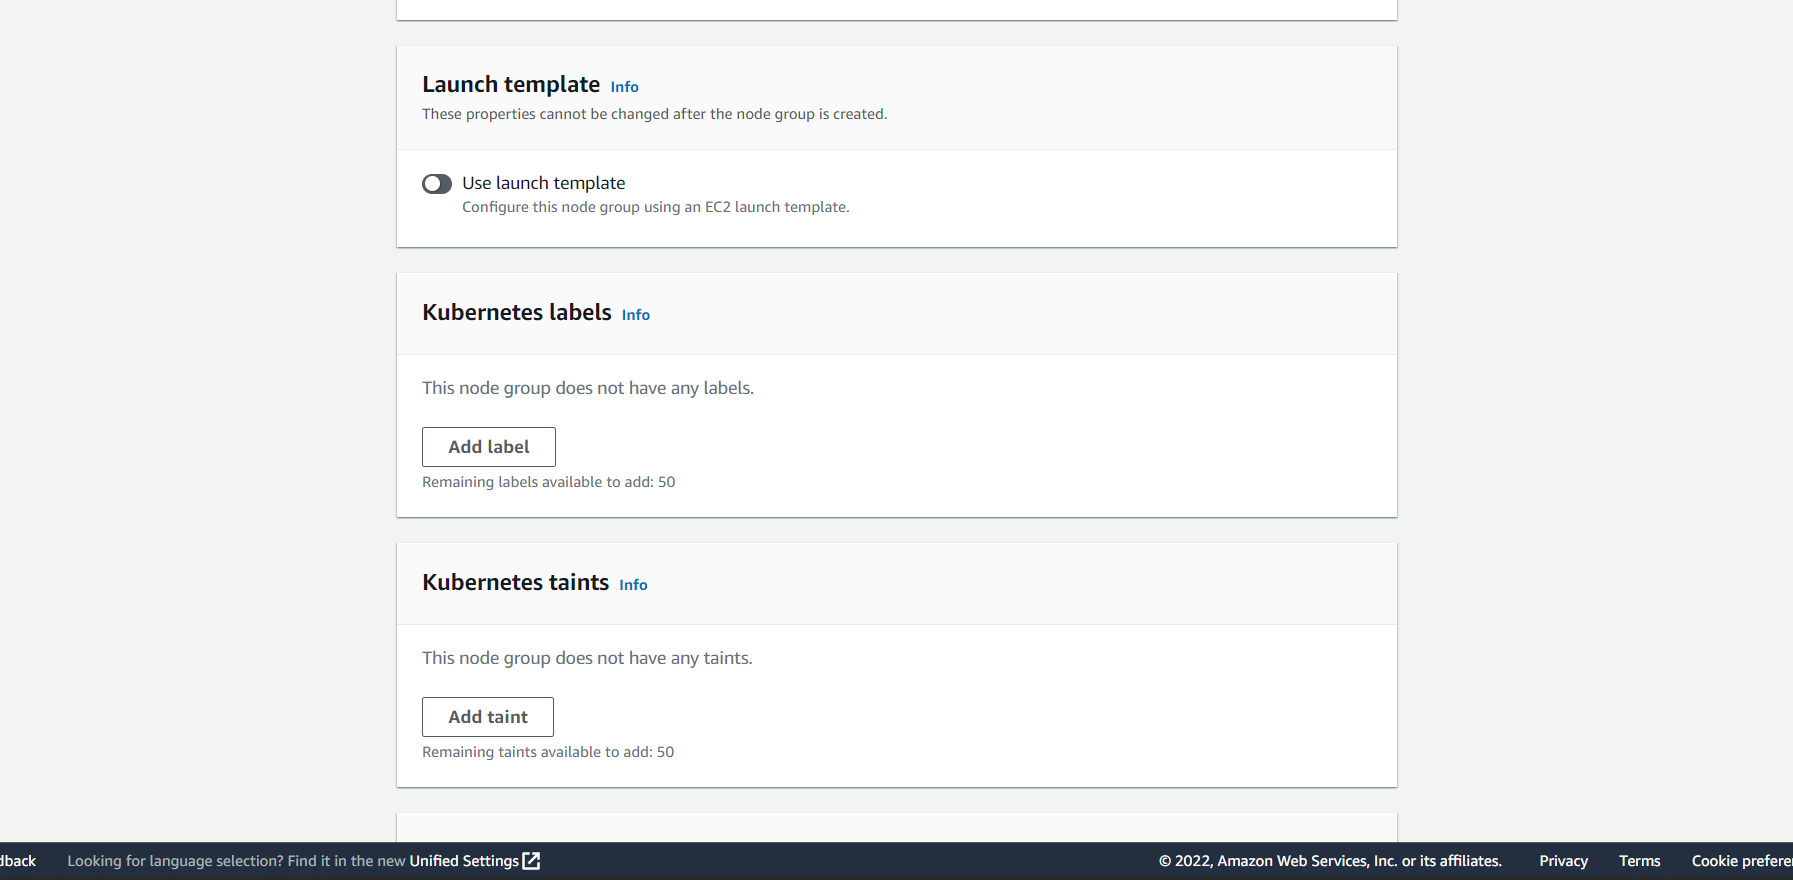 Launch template Info
These properties cannot be changed after the node group is created.
Use launch template
Configure this node group using an EC2 launch template.
Kubernetes labels Info
This node group does not have any labels.
Add label
Remaining labels available to add: 50
Kubernetes taints Info
This node group does not have any taints.
Add taint
Remaining taints available to add: 50
dback Looking for language selection? Find it in the new Unified Settings © 2022, Amazon Web Services, Inc. or its affiliates. Privacy Terms Cookie prefere